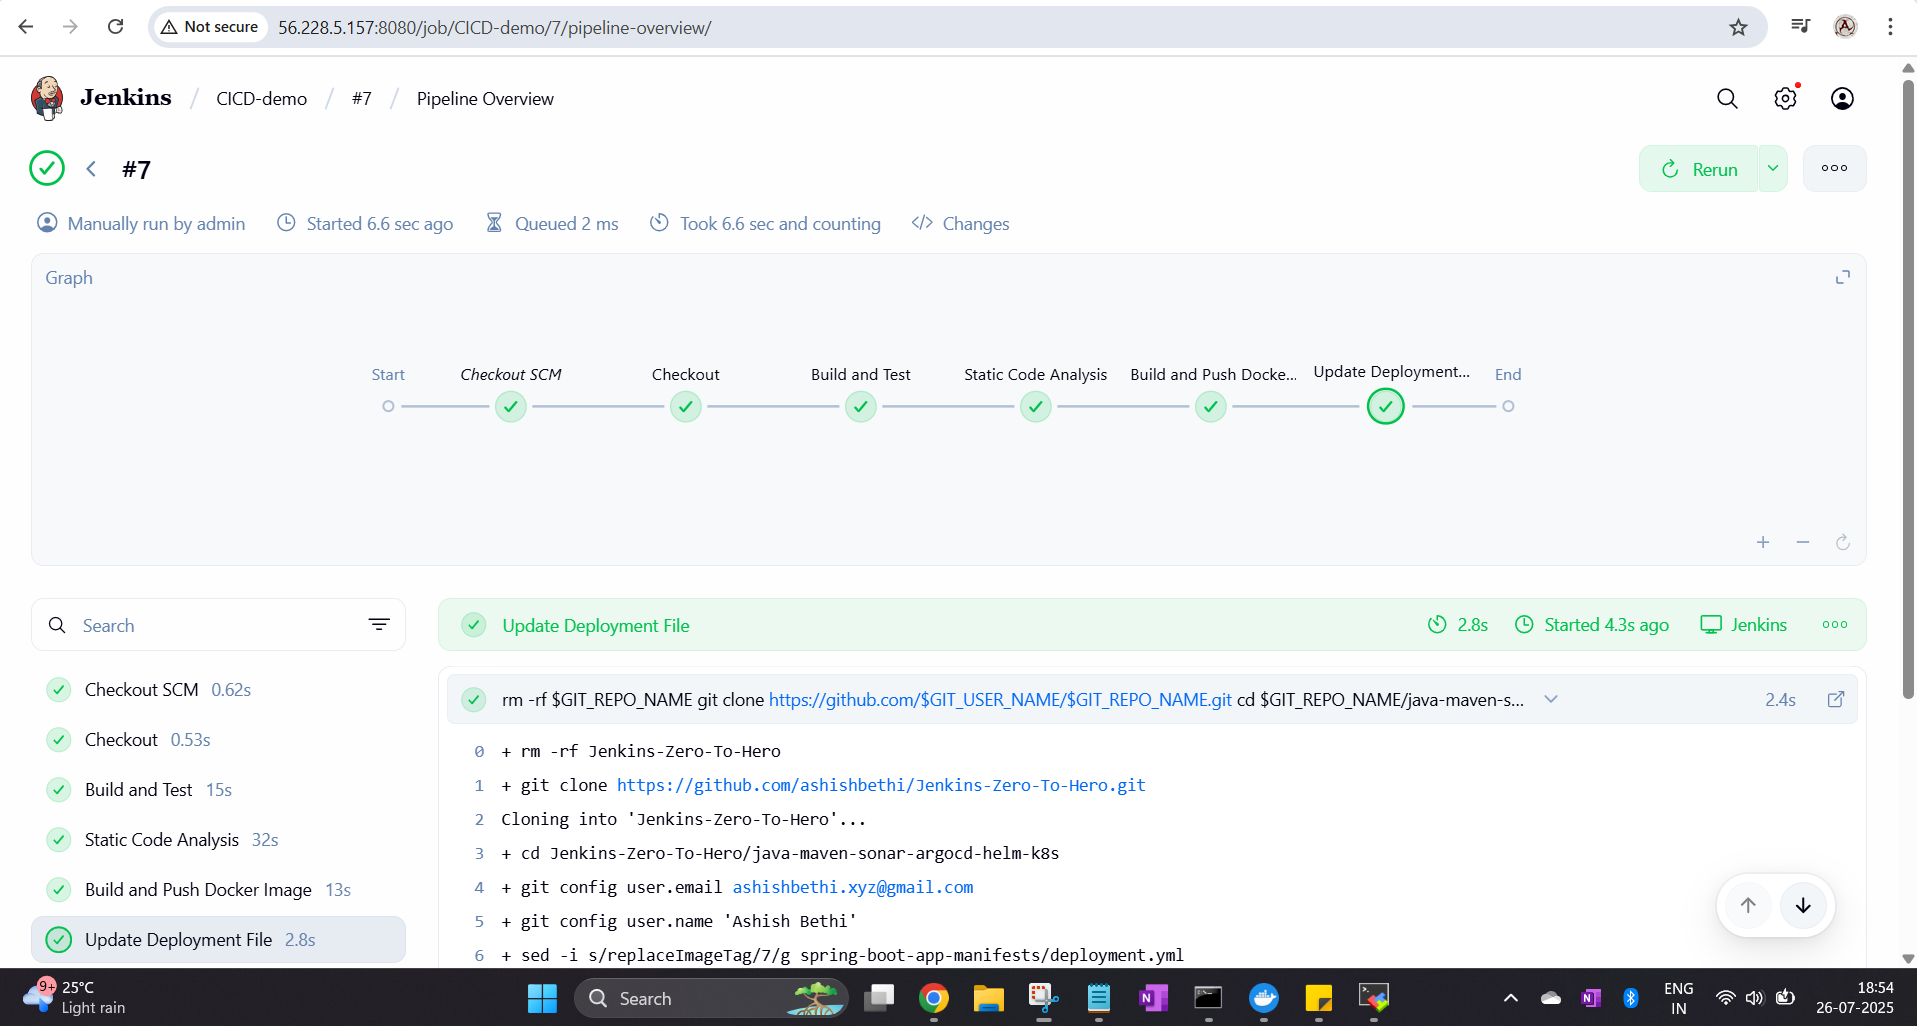 Not secure 56.228.5.157:8080/job/CICD-demo/7/pipeline-overview/
Jenkins / CICD-demo / #7 / Pipeline Overview
#7
Rerun
Manually run by admin Started 6.6 sec ago Queued 2 ms Took 6.6 sec and counting Changes
Graph
Start Checkout SCM Checkout Build and Test Static Code Analysis Build and Push Docke... Update Deployment... End
Search
Update Deployment File 2.8s Started 4.3s ago Jenkins
Checkout SCM 0.62s
Checkout 0.53s
Build and Test 15s
Static Code Analysis 32s
Build and Push Docker Image 13s
Update Deployment File 2.8s
rm -rf $GIT_REPO_NAME git clone https://github.com/$GIT_USER_NAME/$GIT_REPO_NAME.git cd $GIT_REPO_NAME/java-maven-s... 2.4s
0 + rm -rf Jenkins-Zero-To-Hero
1 + git clone https://github.com/ashishbethi/Jenkins-Zero-To-Hero.git
2 Cloning into 'Jenkins-Zero-To-Hero'...
3 + cd Jenkins-Zero-To-Hero/java-maven-sonar-argocd-helm-k8s
4 + git config user.email ashishbethi.xyz@gmail.com
5 + git config user.name 'Ashish Bethi'
6 + sed -i s/replaceImageTag/7/g spring-boot-app-manifests/deployment.yml
9+
25°C
Light rain
Search
ENG
IN
18:54
26-07-2025